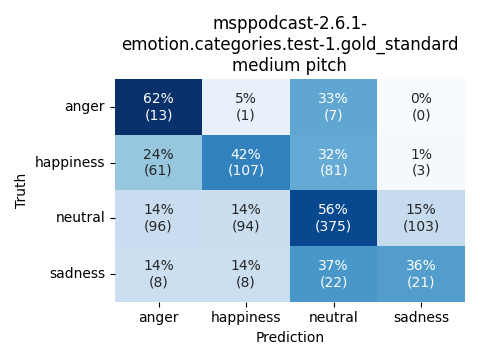 msppodcast-2.6.1-
emotion.categories.test-1.gold_standard
medium pitch
Truth
anger
62%
(13)
5%
(1)
33%
(7)
0%
(0)
happiness
24%
(61)
42%
(107)
32%
(81)
1%
(3)
neutral
14%
(96)
14%
(94)
56%
(375)
15%
(103)
sadness
14%
(8)
14%
(8)
37%
(22)
36%
(21)
anger
happiness
neutral
sadness
Prediction